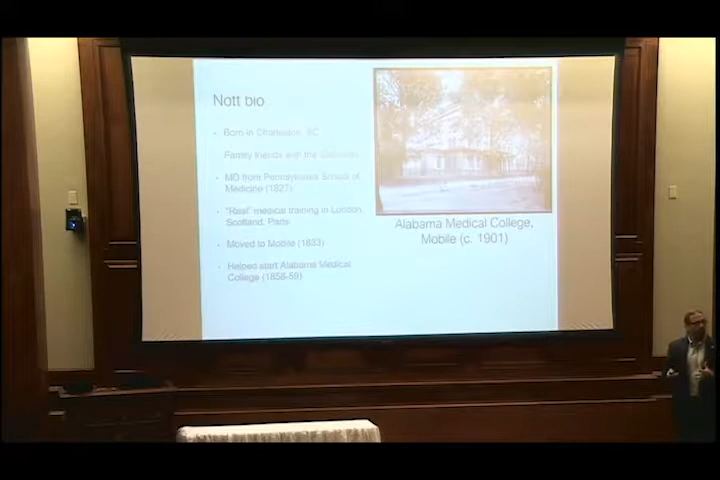 Nott bio
Born in Charleston, SC
Family friends with the
MD from Pennsylvania School of
Medicine (1827)
"Real" medical training in London,
Scotland, Paris
Moved to Mobile (1833)
Helped start Alabama Medical
College (1858-59)
Alabama Medical College,
Mobile (c. 1901)